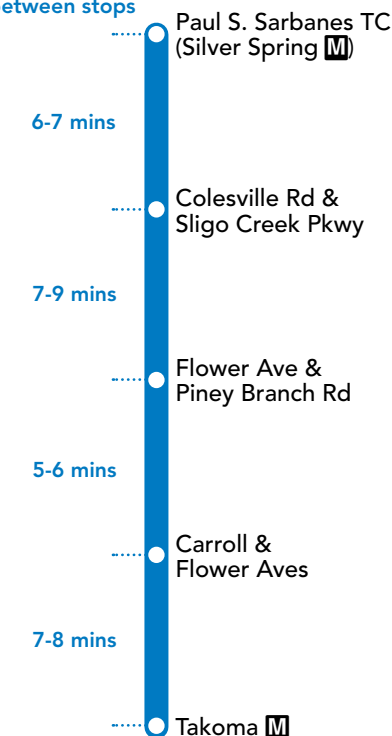 between stops
Paul S. Sarbanes TC
(Silver Spring M)
6-7 mins
Colesville Rd &
Sligo Creek Pkwy
7-9 mins
Flower Ave &
Piney Branch Rd
5-6 mins
Carroll &
Flower Aves
7-8 mins
Takoma M